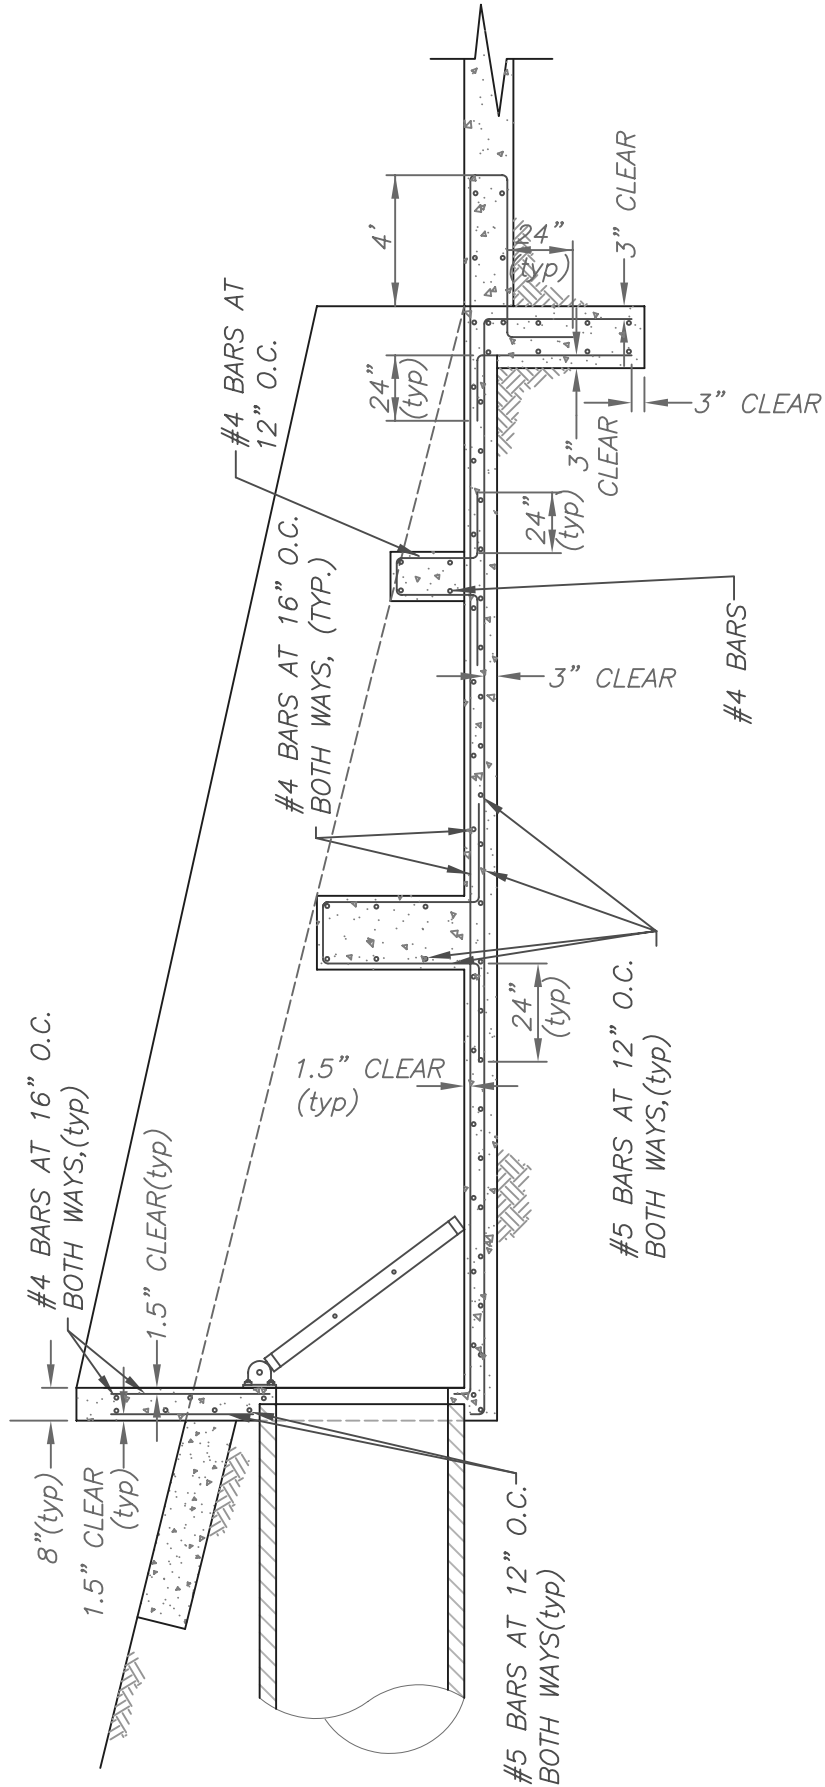 #4 BARS AT 16” O.C.
BOTH WAYS,(typ)
1.5” CLEAR(typ)
8”(typ)
1.5” CLEAR
(typ)
#4 BARS AT
12” O.C.
#4 BARS AT 16” O.C.
BOTH WAYS, (TYP.)
1.5” CLEAR
(typ)
4’
24”
(typ)
24”
(typ)
3” CLEAR
3” CLEAR
3”
CLEAR
24”
(typ)
3” CLEAR
#4 BARS
24”
(typ)
#5 BARS AT 12” O.C.
BOTH WAYS,(typ)
#5 BARS AT 12” O.C.
BOTH WAYS(typ)